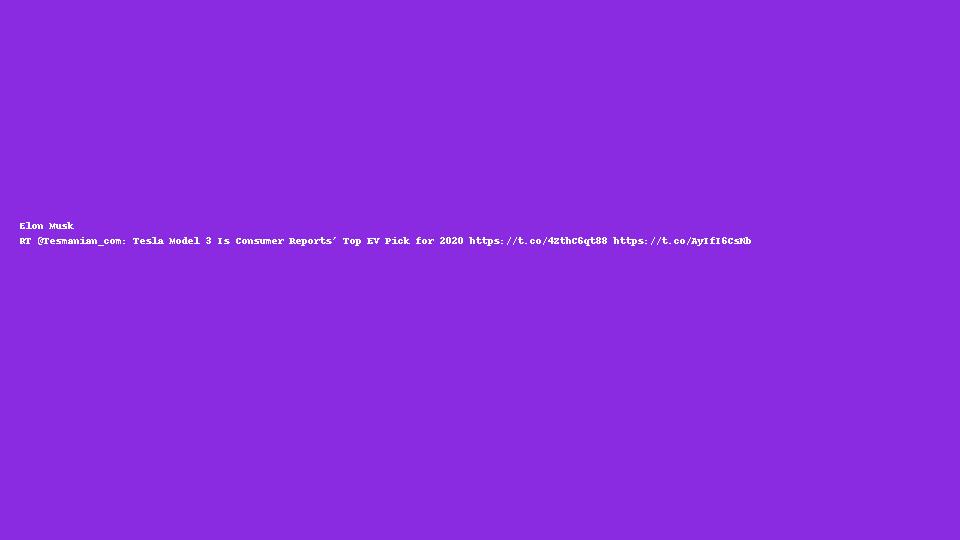 Elon Musk
RT @Tesmanian_com: Tesla Model 3 Is Consumer Reports’ Top EV Pick for 2020 https://t.co/4zthC6qt88 https://t.co/AyIfI6CsNb